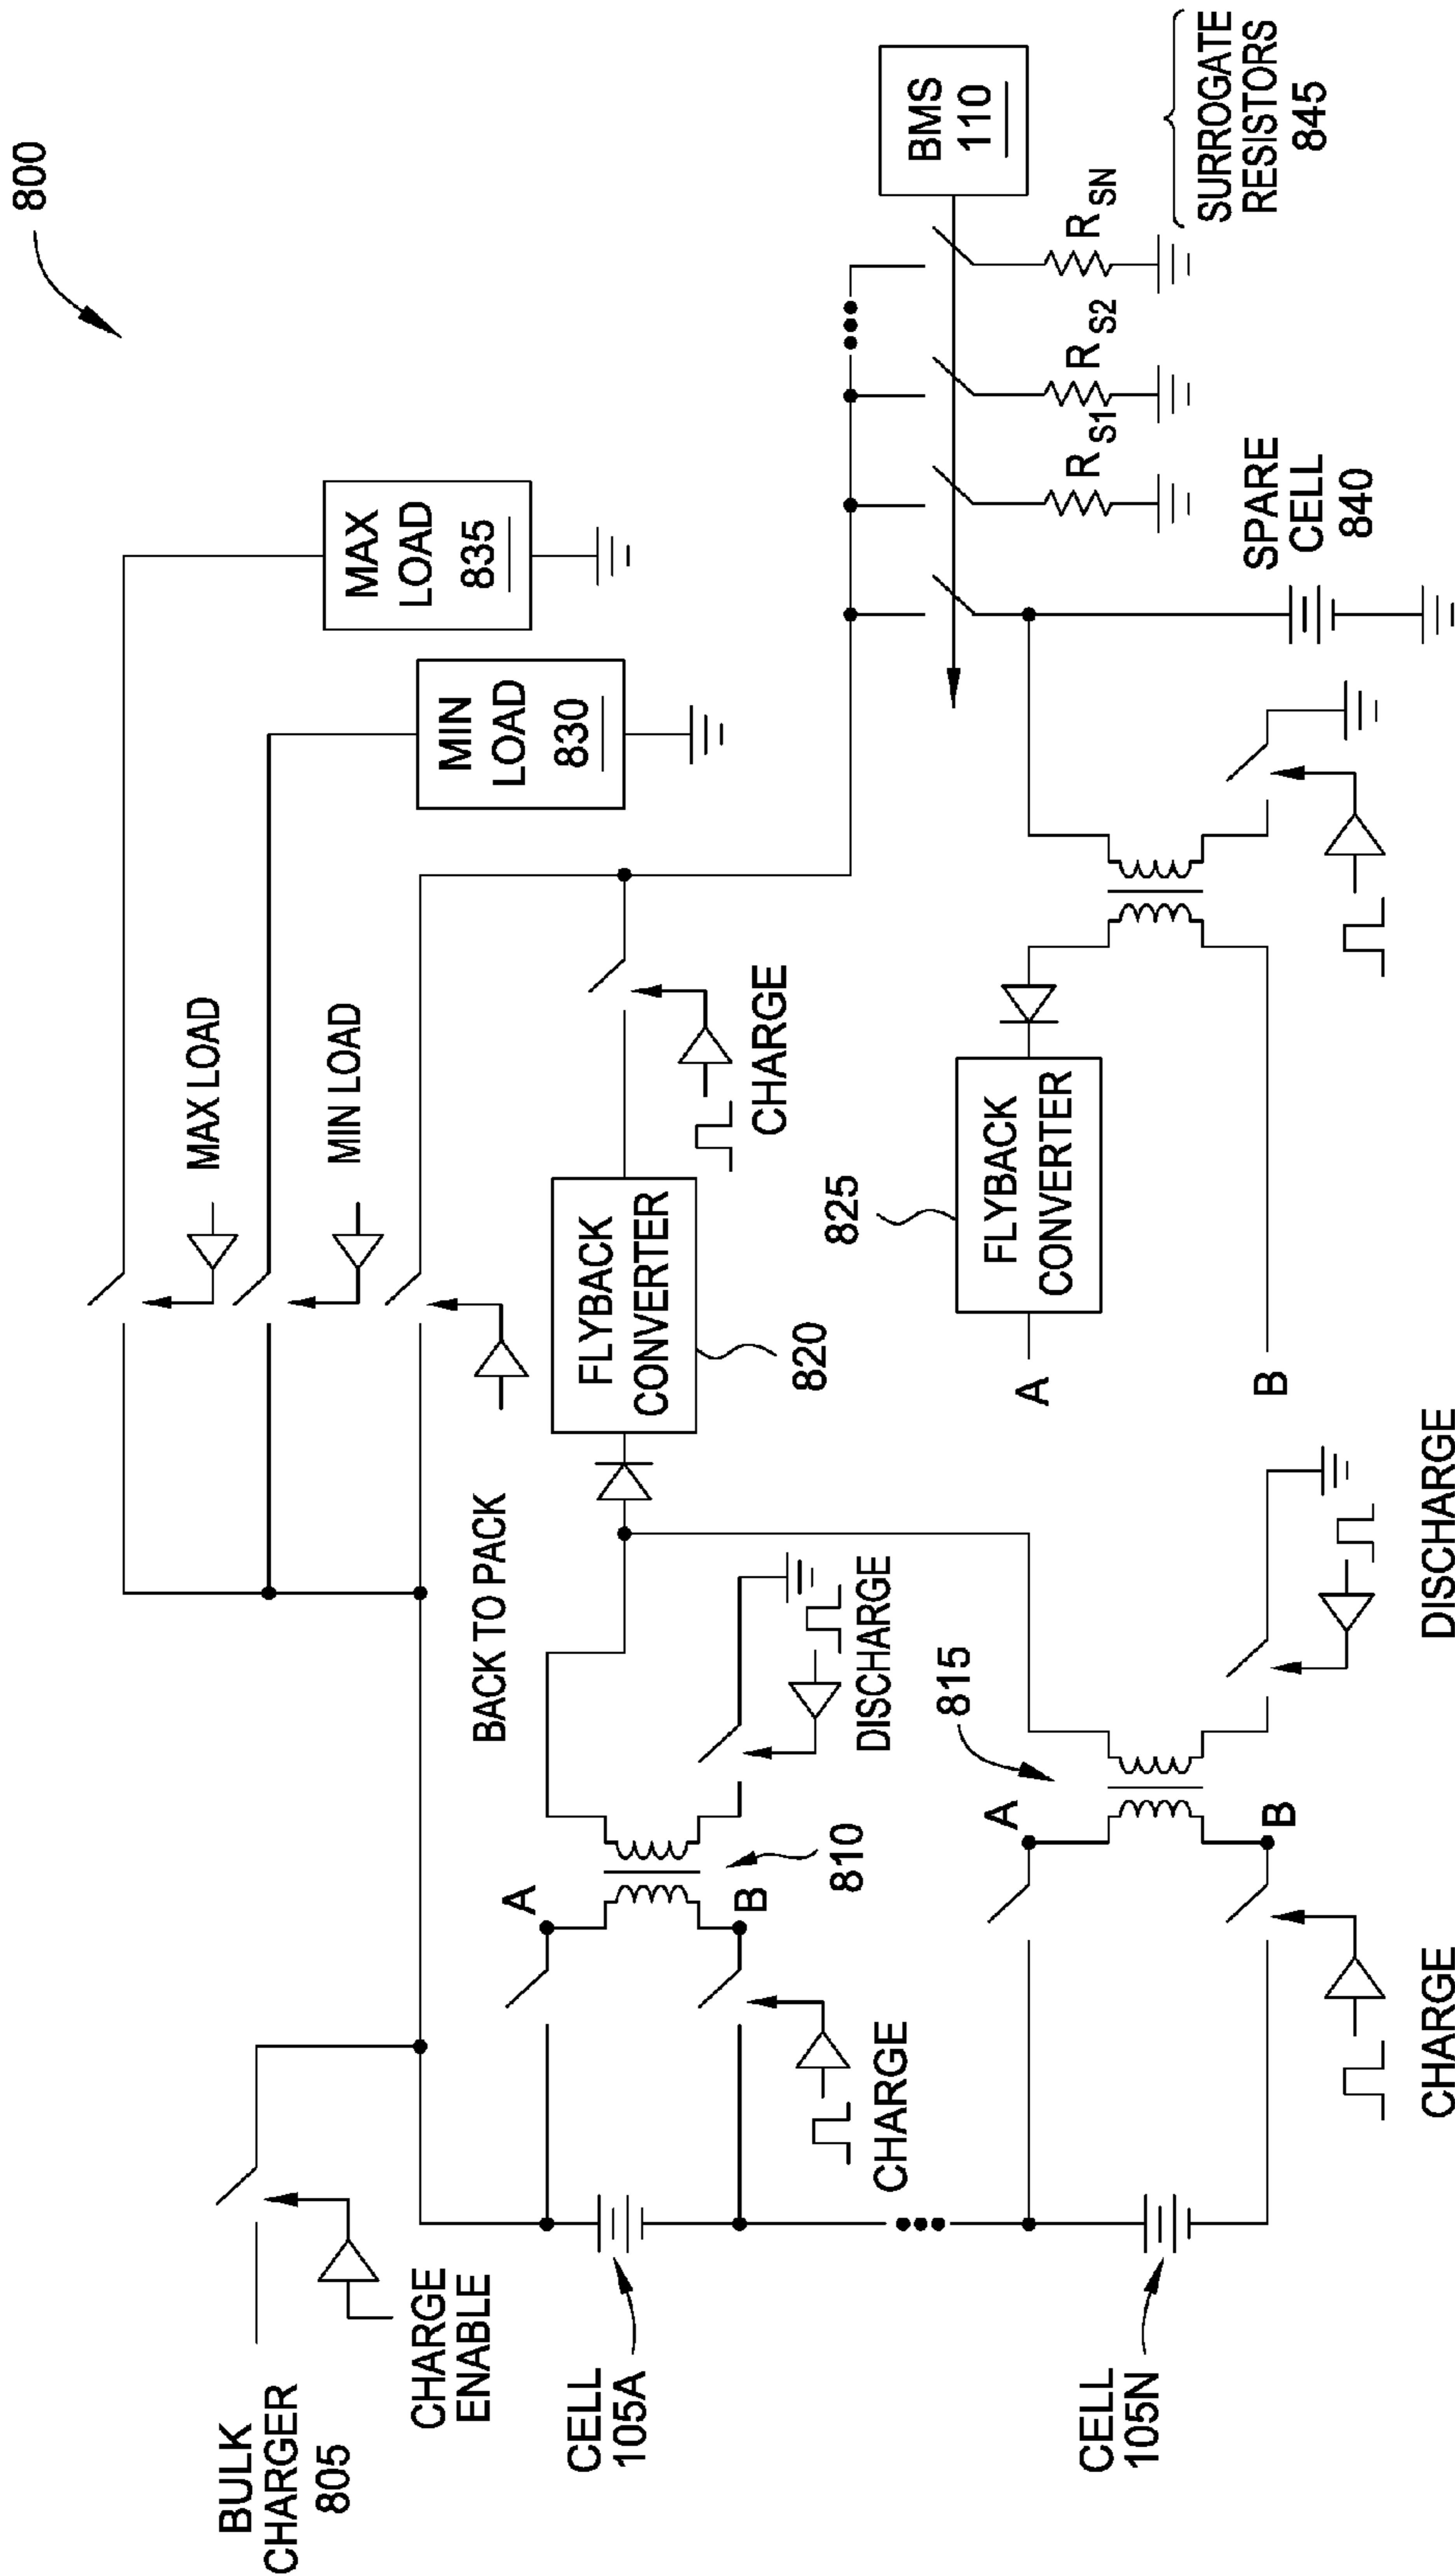 800
MAX
LOAD
835
MIN
LOAD
830
MAX LOAD
MIN LOAD
BACK TO PACK
BULK
CHARGER
805
CHARGE
ENABLE
FLYBACK
CONVERTER
820
CHARGE
BMS
110
R SN
R S2
R S1
SURROGATE
RESISTORS
845
SPARE
CELL
840
CELL
105A
A
B
810
CHARGE
DISCHARGE
FLYBACK
CONVERTER
825
A
B
CELL
105N
A
B
815
CHARGE
DISCHARGE